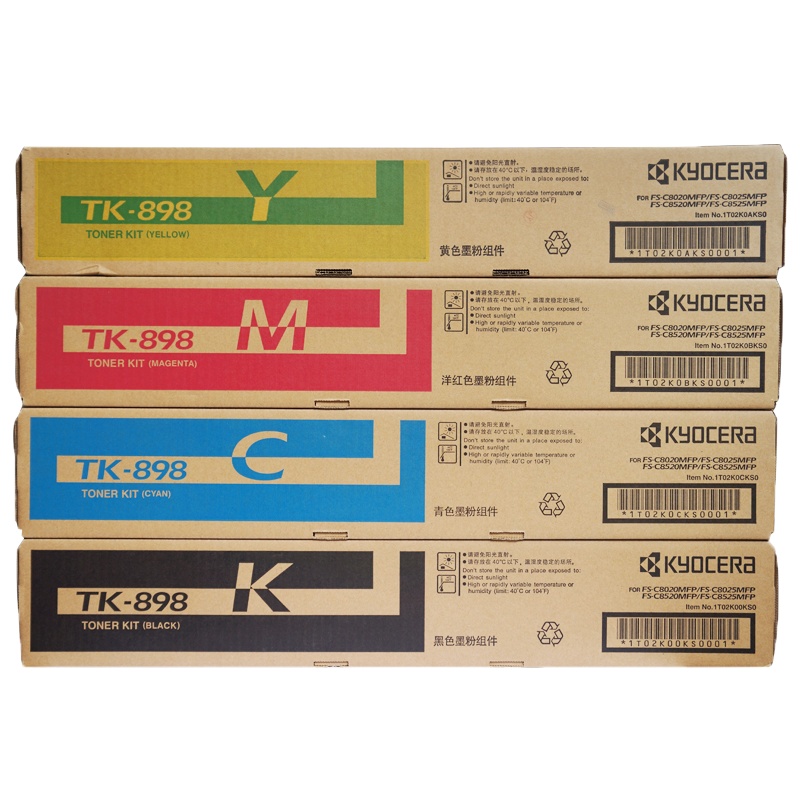 Y
TK-898
TONER KIT (YELLOW)
• 请避免阳光直射.
• 请存放在40℃以下，温湿度稳定的场所.
Don't store the unit in a place exposed to:
• Direct sunlight
• High or rapidly variable temperature or
humidity (limit: 40℃ or 104℉)
黄色墨粉组件
KYOCERA
FOR FS-C8020MFP/FS-C8025MFP
FS-C8520MFP/FS-C8525MFP
Item No.1T02K0AKS0
*1T02K0AKS0001*
M
TK-898
TONER KIT (MAGENTA)
• 请避免阳光直射.
• 请存放在40℃以下，温湿度稳定的场所.
Don't store the unit in a place exposed to:
• Direct sunlight
• High or rapidly variable temperature or
humidity (limit: 40℃ or 104℉)
洋红色墨粉组件
KYOCERA
FOR FS-C8020MFP/FS-C8025MFP
FS-C8520MFP/FS-C8525MFP
Item No.1T02K0BKS0
*1T02K0BKS0001*
C
TK-898
TONER KIT (CYAN)
• 请避免阳光直射.
• 请存放在40℃以下，温湿度稳定的场所.
Don't store the unit in a place exposed to:
• Direct sunlight
• High or rapidly variable temperature or
humidity (limit: 40℃ or 104℉)
青色墨粉组件
KYOCERA
FOR FS-C8020MFP/FS-C8025MFP
FS-C8520MFP/FS-C8525MFP
Item No.1T02K0CKS0
*1T02K0CKS0001*
K
TK-898
TONER KIT (BLACK)
• 请避免阳光直射.
• 请存放在40℃以下，温湿度稳定的场所.
Don't store the unit in a place exposed to:
• Direct sunlight
• High or rapidly variable temperature or
humidity (limit: 40℃ or 104℉)
黑色墨粉组件
KYOCERA
FOR FS-C8020MFP/FS-C8025MFP
FS-C8520MFP/FS-C8525MFP
Item No.1T02K00KS0
*1T02K00KS0001*